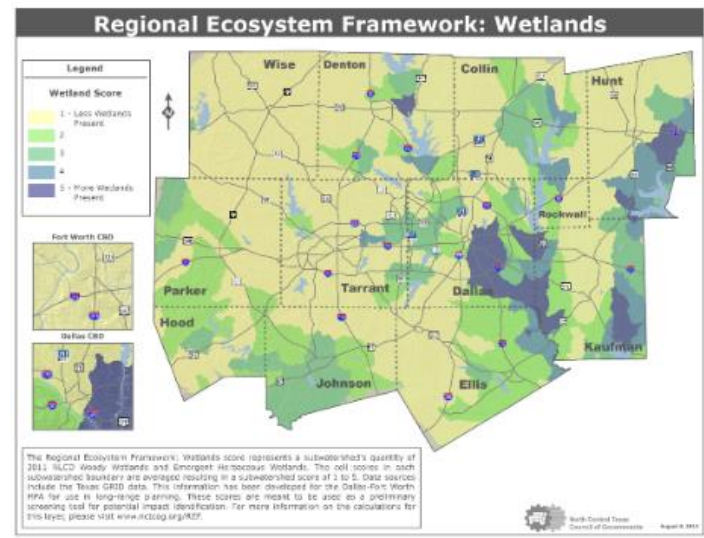 Regional Ecosystem Framework: Wetlands
Legend
Wetland Score
1 - Less Wetlands
Present
2
3
4
5 - More Wetlands
Present
Fort Worth CBD
Dallas CBD
Wise
Denton
Collin
Hunt
Rockwall
Parker
Tarrant
Dallas
Hood
Johnson
Ellis
Kaufman
The Regional Ecosystem Framework: Wetlands score represents a subwatershed's quantity of
2011 NLCD Woody Wetlands and Emergent Herbaceous Wetlands. The cell scores in each
subwatershed boundary are averaged resulting in a subwatershed score of 1 to 5. Data sources
include the Texas GRID data. This information has been developed for the Dallas-Fort Worth
MPA for use in long-range planning. These scores are meant to be used as a preliminary
screening tool for potential impact identification. For more information on the calculations for
this layer, please visit www.nctcog.org/REF.
North Central Texas
Council of Governments